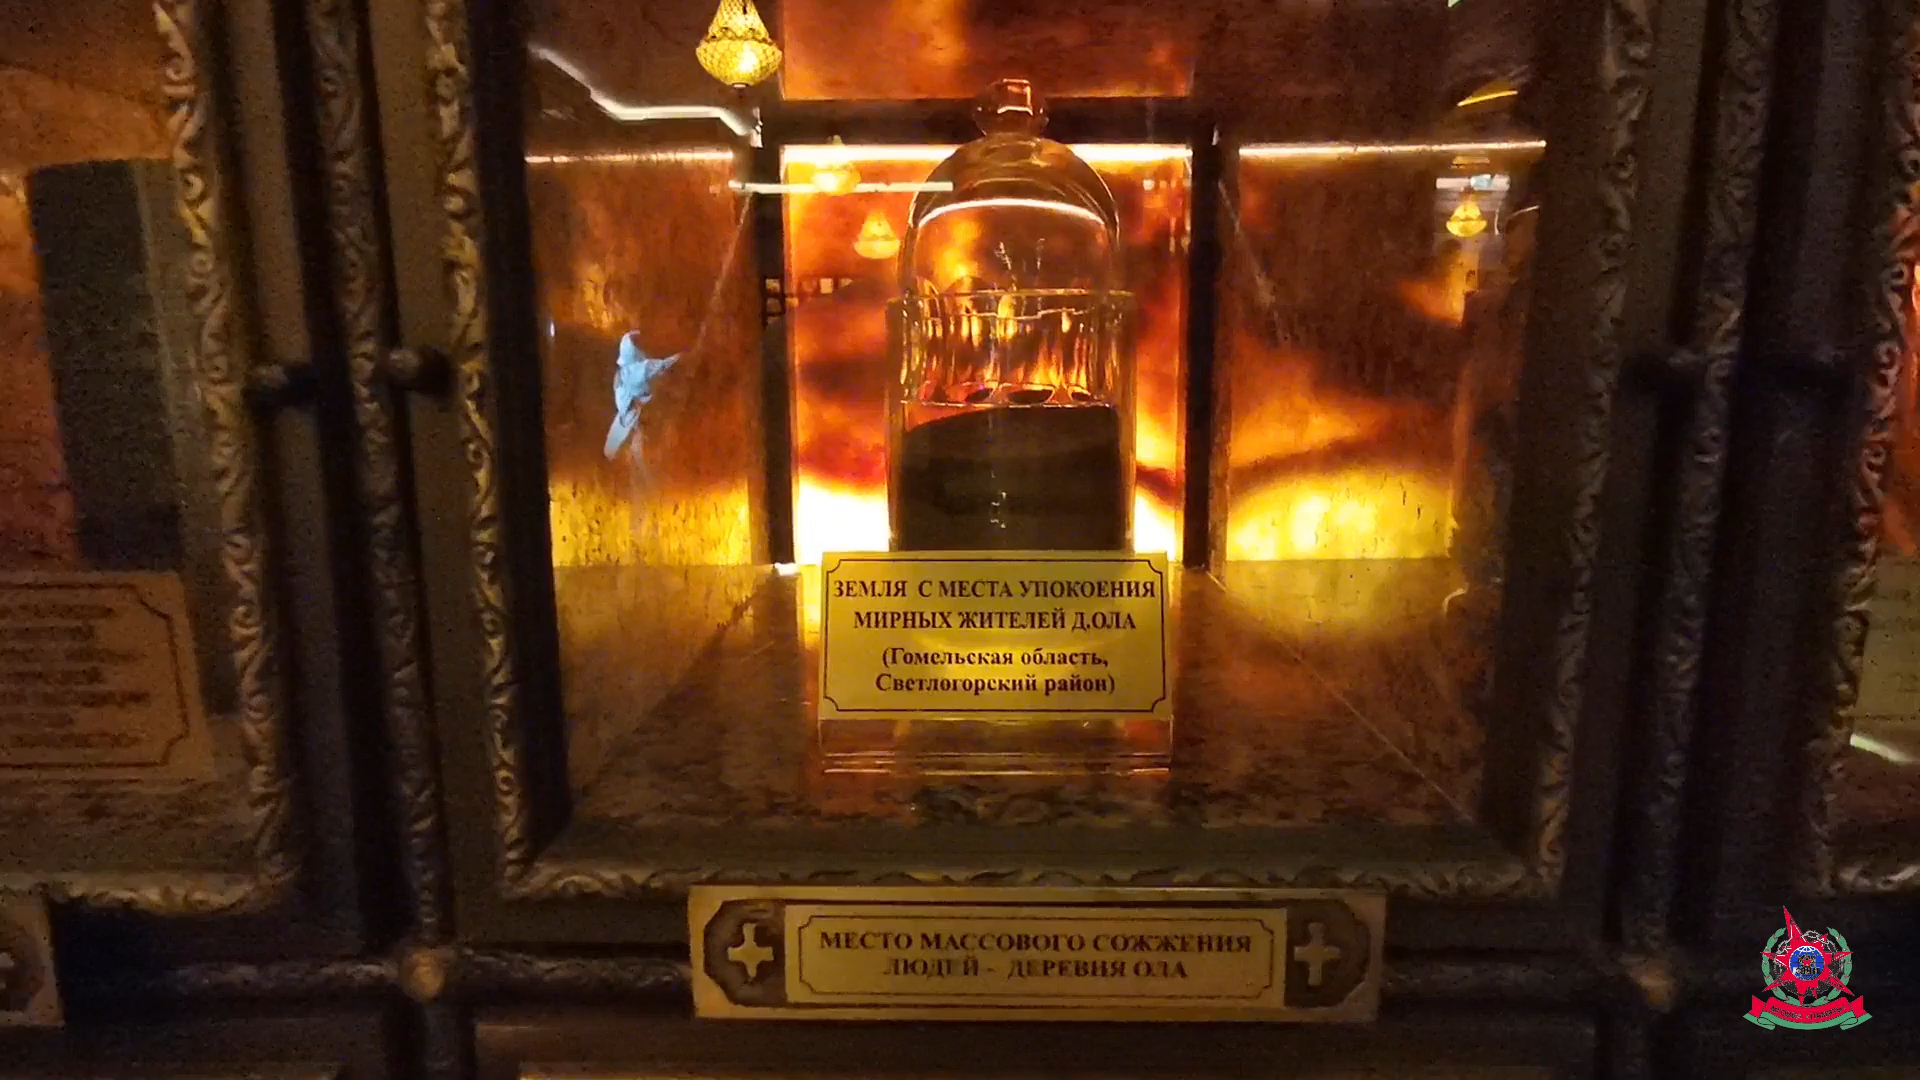 ЗЕМЛЯ С МЕСТА УПОКОЕНИЯ
МИРНЫХ ЖИТЕЛЕЙ Д.ОЛА
(Гомельская область,
Светлогорский район)
МЕСТО МАССОВОГО СОЖЖЕНИЯ
ЛЮДЕЙ - ДЕРЕВНЯ ОЛА